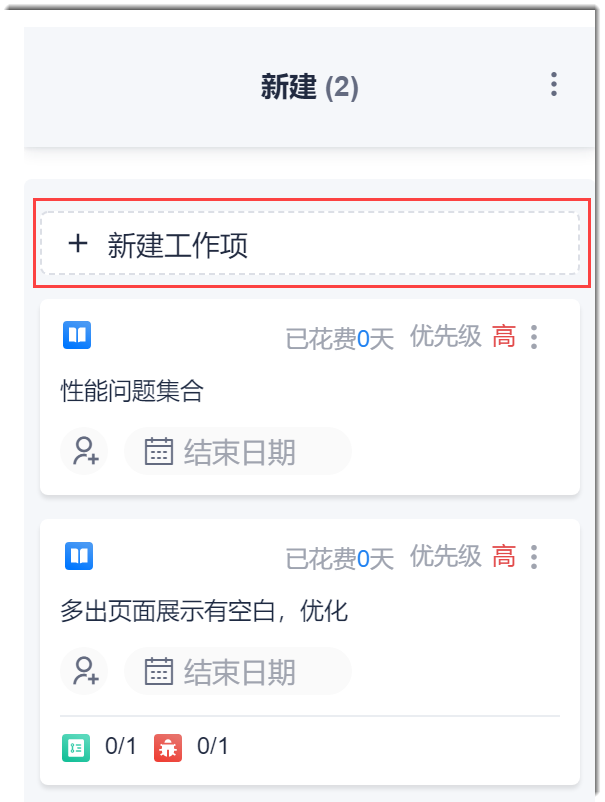 新建 (2)
+ 新建工作项
已花费0天 优先级 高
性能问题集合
结束日期
已花费0天 优先级 高
多出页面展示有空白，优化
结束日期
0/1 0/1